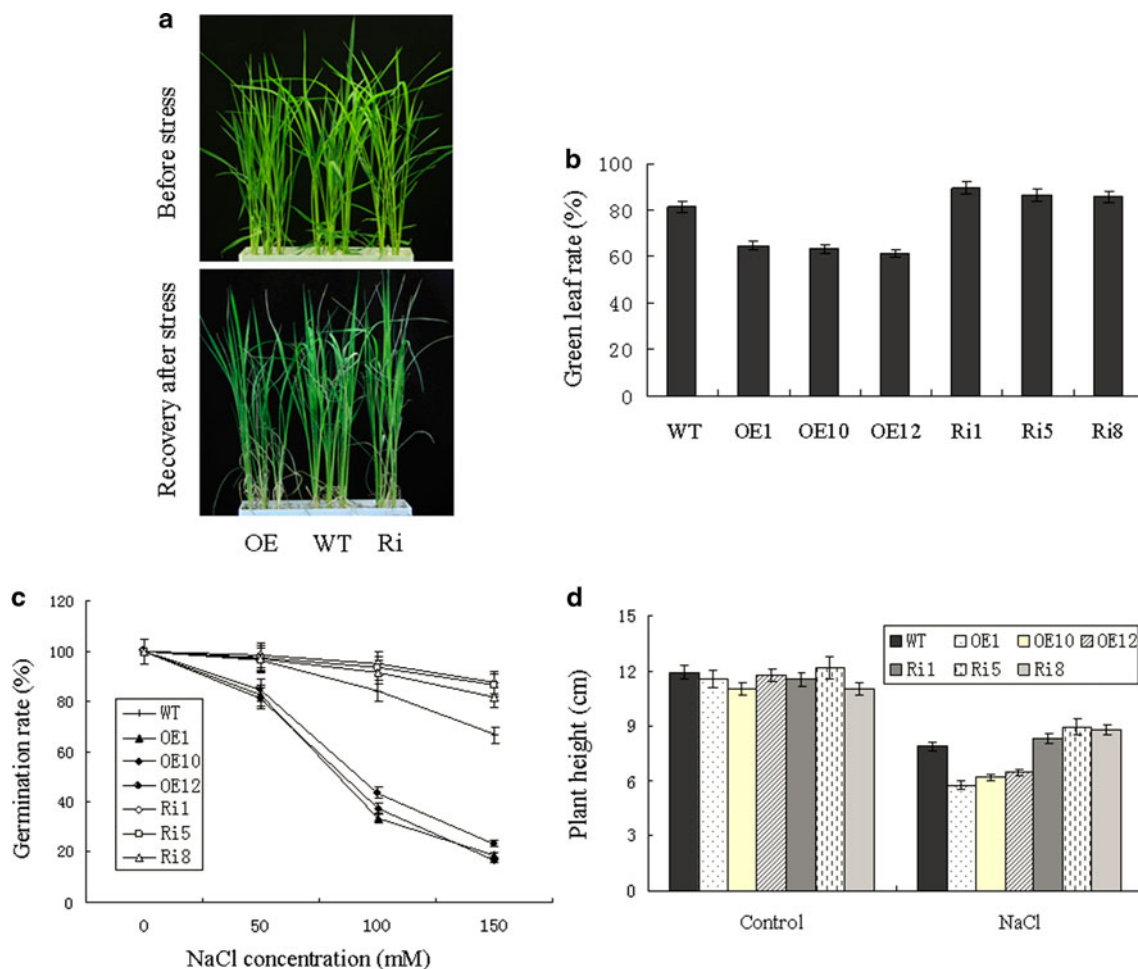 a
Before stress
Recovery after stress
OE WT Ri
b
Green leaf rate (%)
100
80
60
40
20
0
WT OE1 OE10 OE12 Ri1 Ri5 Ri8
c
Germination rate (%)
120
100
80
60
40
20
0
WT
OE1
OE10
OE12
Ri1
Ri5
Ri8
0 50 100 150
NaCl concentration (mM)
d
Plant height (cm)
15
12
9
6
3
0
WT OE1 OE10 OE12
Ri1 Ri5 Ri8
Control NaCl